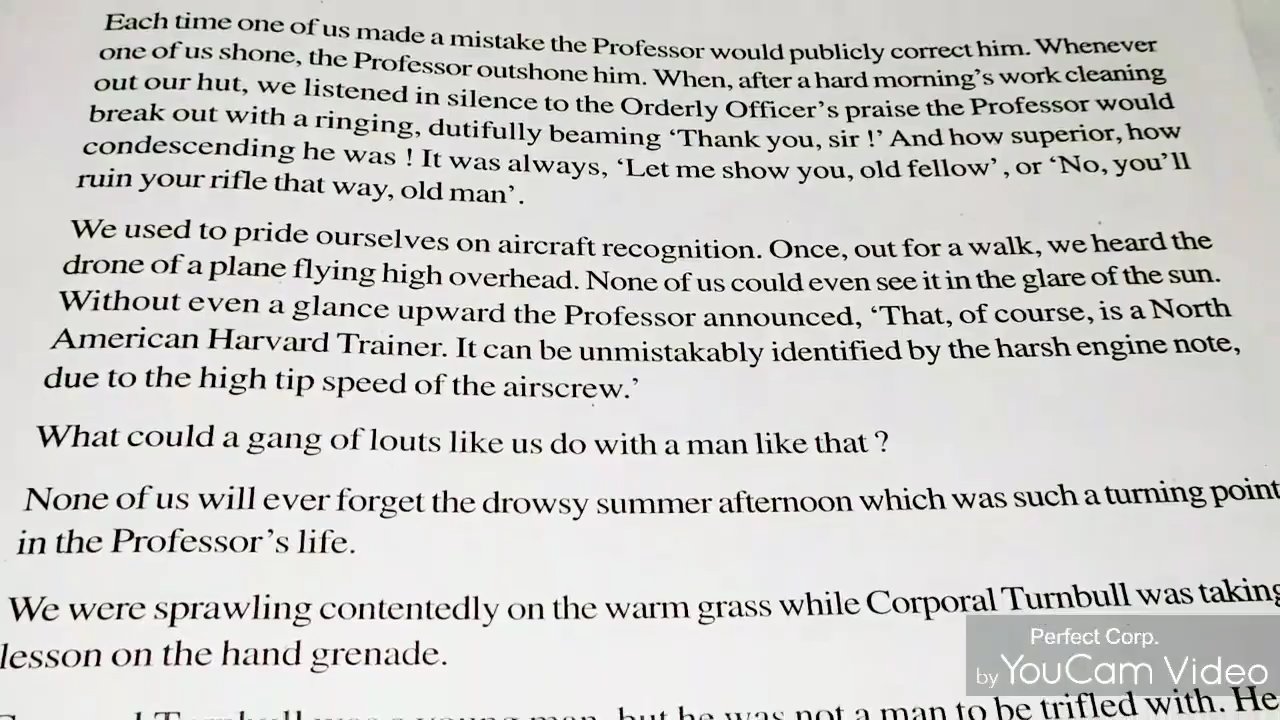 Each time one of us made a mistake the Professor would publicly correct him. Whenever
one of us shone, the Professor outshone him. When, after a hard morning's work cleaning
out our hut, we listened in silence to the Orderly Officer's praise the Professor would
break out with a ringing, dutifully beaming ‘Thank you, sir !’ And how superior, how
condescending he was ! It was always, ‘Let me show you, old fellow’, or ‘No, you’ll
ruin your rifle that way, old man’.
We used to pride ourselves on aircraft recognition. Once, out for a walk, we heard the
drone of a plane flying high overhead. None of us could even see it in the glare of the sun.
Without even a glance upward the Professor announced, ‘That, of course, is a North
American Harvard Trainer. It can be unmistakably identified by the harsh engine note,
due to the high tip speed of the airscrew.’
What could a gang of louts like us do with a man like that ?
None of us will ever forget the drowsy summer afternoon which was such a turning point
in the Professor’s life.
We were sprawling contentedly on the warm grass while Corporal Turnbull was taking
lesson on the hand grenade.
but he was not a man to be trifled with. He
Perfect Corp.
by YouCam Video